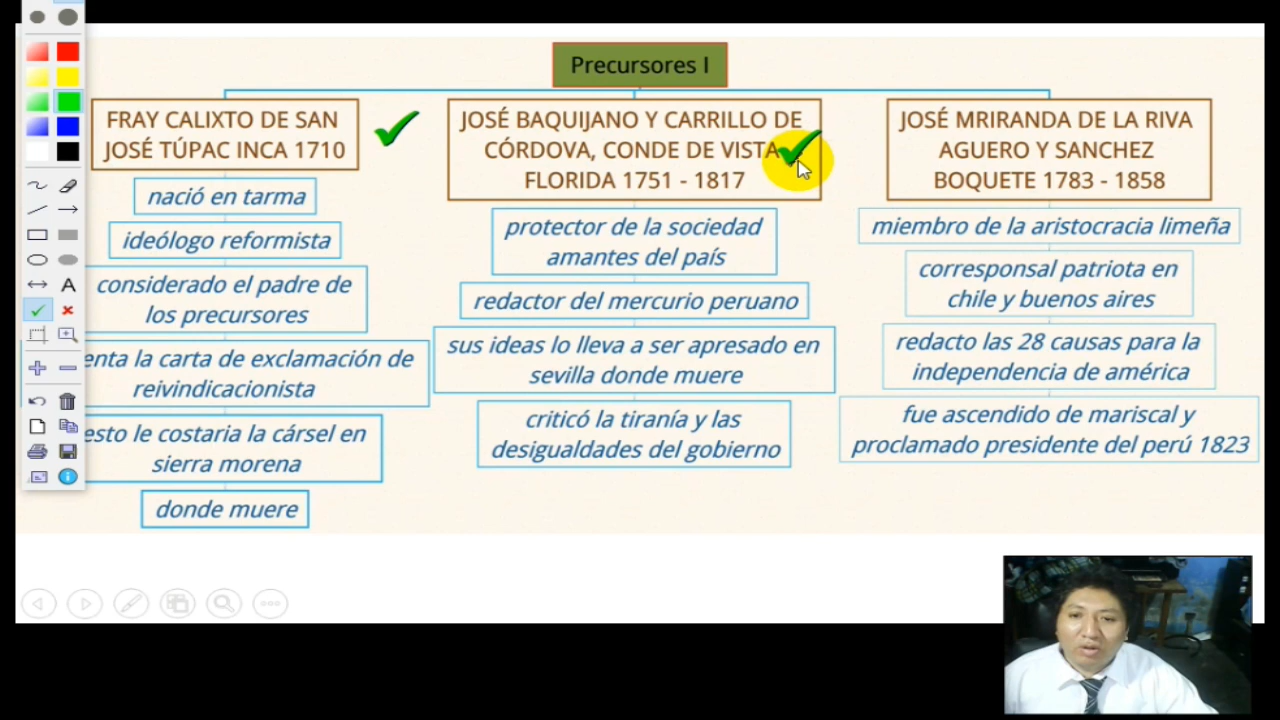 Precursores I
FRAY CALIXTO DE SAN
JOSÉ TÚPAC INCA 1710
nació en tarma
ideólogo reformista
considerado el padre de
los precursores
la carta de exclamación de
reivindicacionista
esto le costaria la cársel en
sierra morena
donde muere
JOSÉ BAQUIJANO Y CARRILLO DE
CÓRDOVA, CONDE DE VISTA
FLORIDA 1751 - 1817
protector de la sociedad
amantes del país
redactor del mercurio peruano
sus ideas lo lleva a ser apresado en
sevilla donde muere
criticó la tiranía y las
desigualdades del gobierno
JOSÉ MRIRANDA DE LA RIVA
AGUERO Y SANCHEZ
BOQUETE 1783 - 1858
miembro de la aristocracia limeña
corresponsal patriota en
chile y buenos aires
redacto las 28 causas para la
independencia de américa
fue ascendido de mariscal y
proclamado presidente del perú 1823
A